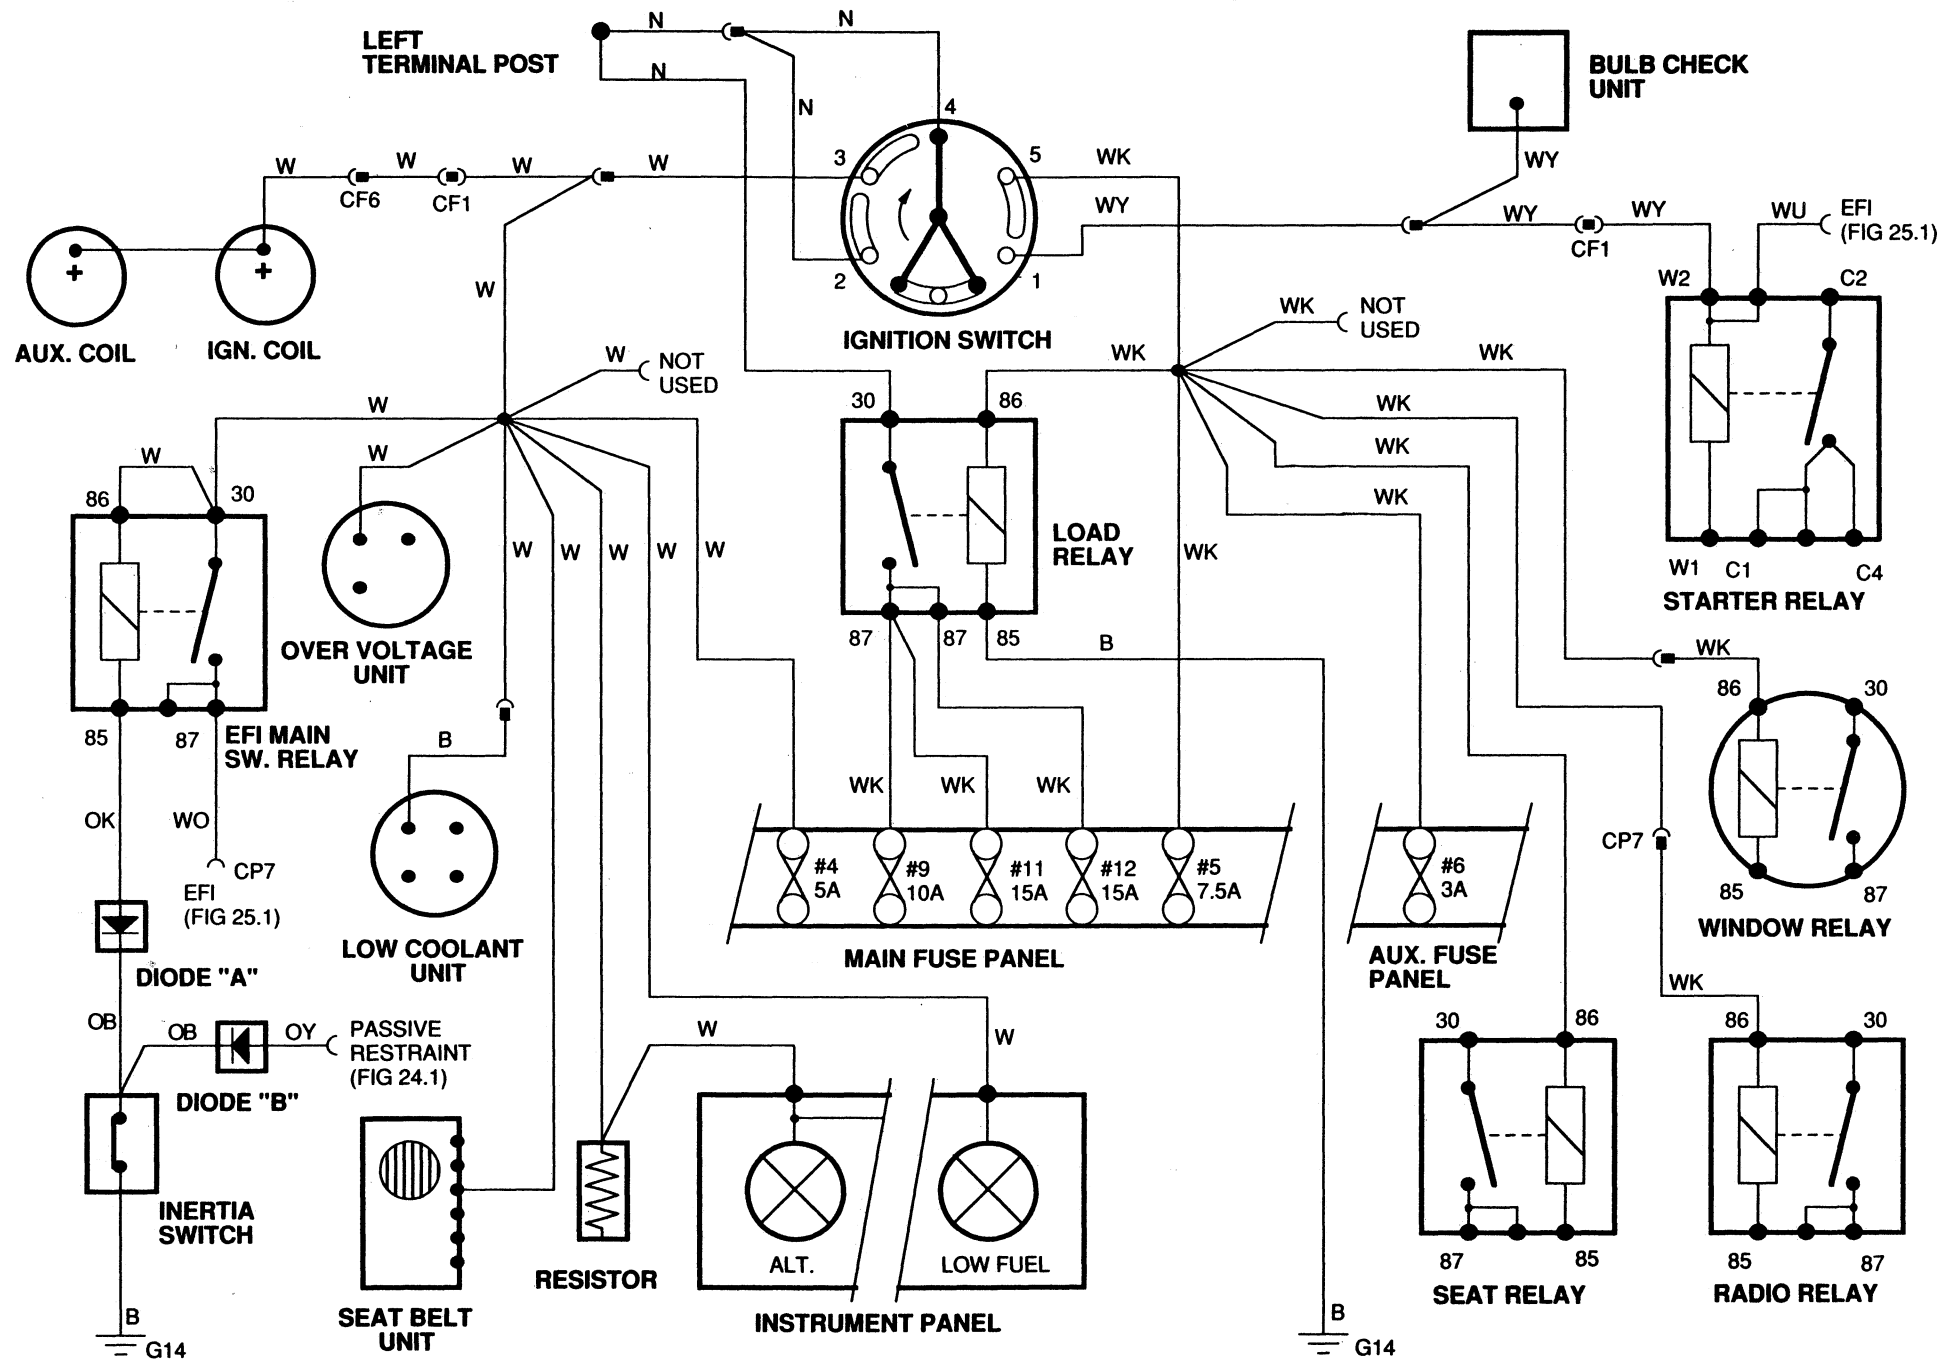 N
N
LEFT
TERMINAL POST
N
N
4
BULB CHECK
UNIT
W
W
W
W
CF6
CF1
3
5
WK
WY
2
1
WY
WY
WY
CF1
WU
EFI
(FIG 25.1)
+
+
AUX. COIL
IGN. COIL
W
IGNITION SWITCH
WK
NOT
USED
W2
C2
W
NOT
USED
WK
WK
30
86
WK
WK
WK
WK
W
W
W
86
30
W
W
W
W
W
LOAD
RELAY
W1
C1
C4
STARTER RELAY
OVER VOLTAGE
UNIT
87
87
85
B
WK
86
30
85
87
EFI MAIN
SW. RELAY
B
WK
WK
WK
OK
WO
CP7
EFI
(FIG 25.1)
#4
5A
#9
10A
#11
15A
#12
15A
#5
7.5A
#6
3A
CP7
85
87
WINDOW RELAY
MAIN FUSE PANEL
AUX. FUSE
PANEL
LOW COOLANT
UNIT
DIODE "A"
WK
OB
OB
OY
PASSIVE
RESTRAINT
(FIG 24.1)
W
W
30
86
86
30
DIODE "B"
INERTIA
SWITCH
ALT.
LOW FUEL
RESISTOR
87
85
85
87
SEAT RELAY
RADIO RELAY
SEAT BELT
UNIT
INSTRUMENT PANEL
B
G14
B
G14